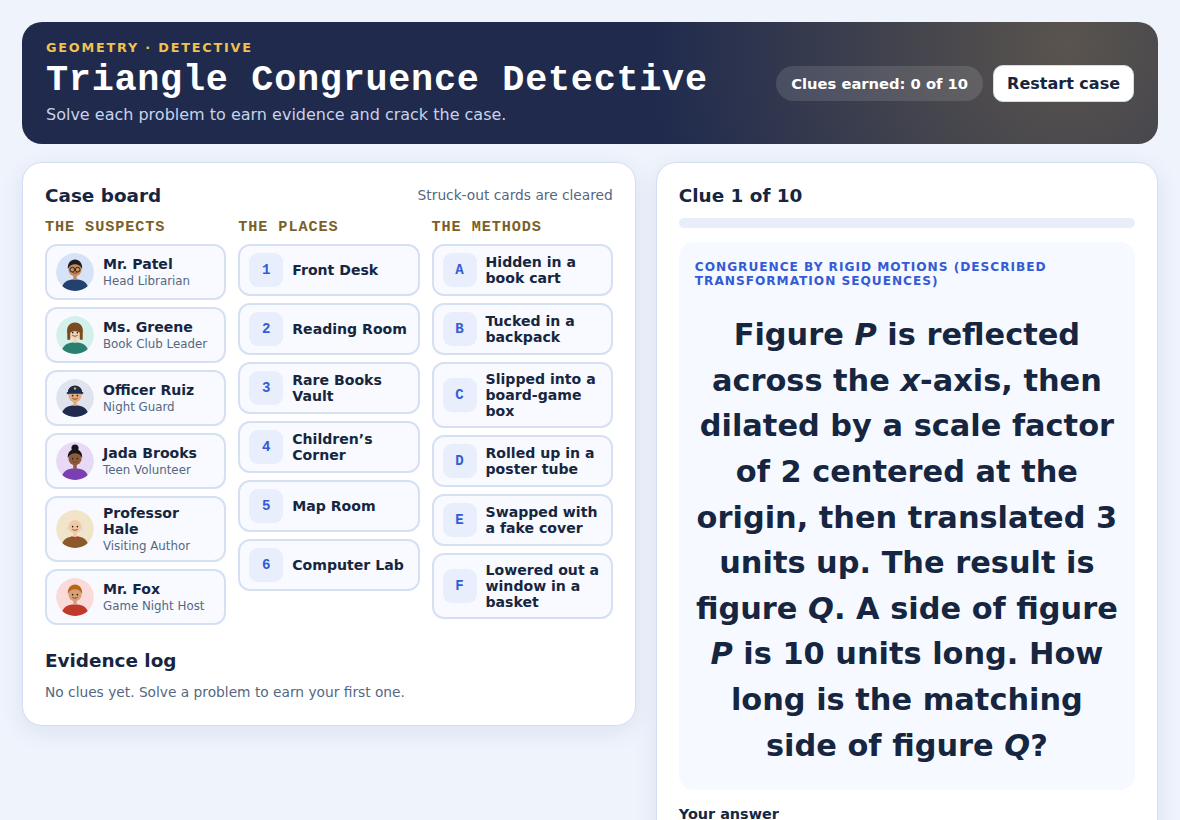 GEOMETRY · DETECTIVE
Triangle Congruence Detective
Solve each problem to earn evidence and crack the case.
Clues earned: 0 of 10
Restart case
Case board
Struck-out cards are cleared
THE SUSPECTS
Mr. Patel
Head Librarian
Ms. Greene
Book Club Leader
Officer Ruiz
Night Guard
Jada Brooks
Teen Volunteer
Professor
Hale
Visiting Author
Mr. Fox
Game Night Host
THE PLACES
1
Front Desk
2
Reading Room
3
Rare Books
Vault
4
Children’s
Corner
5
Map Room
6
Computer Lab
THE METHODS
A
Hidden in a
book cart
B
Tucked in a
backpack
C
Slipped into a
board-game
box
D
Rolled up in a
poster tube
E
Swapped with
a fake cover
F
Lowered out a
window in a
basket
Evidence log
No clues yet. Solve a problem to earn your first one.
Clue 1 of 10
CONGRUENCE BY RIGID MOTIONS (DESCRIBED
TRANSFORMATION SEQUENCES)
Figure P is reflected
across the x-axis, then
dilated by a scale factor
of 2 centered at the
origin, then translated 3
units up. The result is
figure Q. A side of figure
P is 10 units long. How
long is the matching
side of figure Q?
Your answer